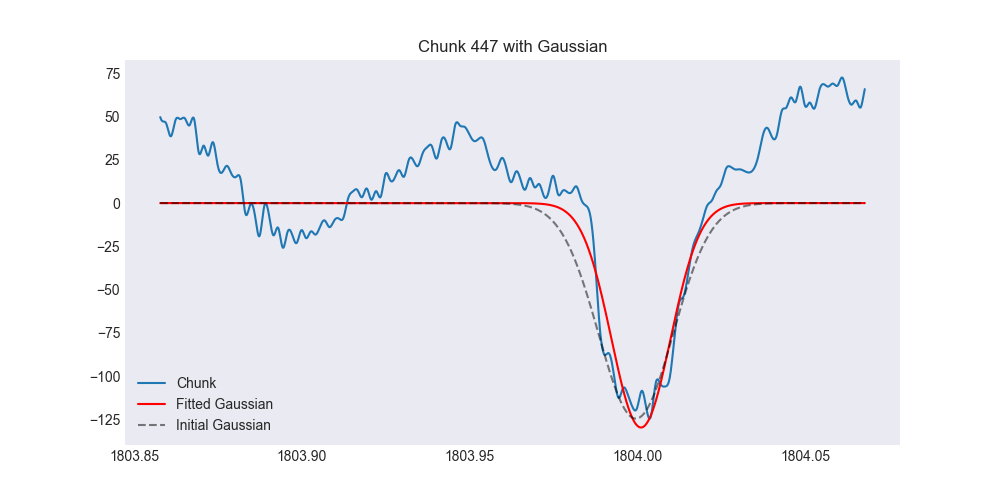 Chunk 447 with Gaussian
75
50
25
0
−25
−50
−75
−100
−125
Chunk
Fitted Gaussian
Initial Gaussian
1803.85 1803.90 1803.95 1804.00 1804.05